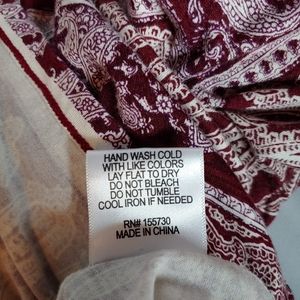 HAND WASH COLD
WITH LIKE COLORS
LAY FLAT TO DRY
DO NOT BLEACH
DO NOT TUMBLE
COOL IRON IF NEEDED
RN# 155730
MADE IN CHINA